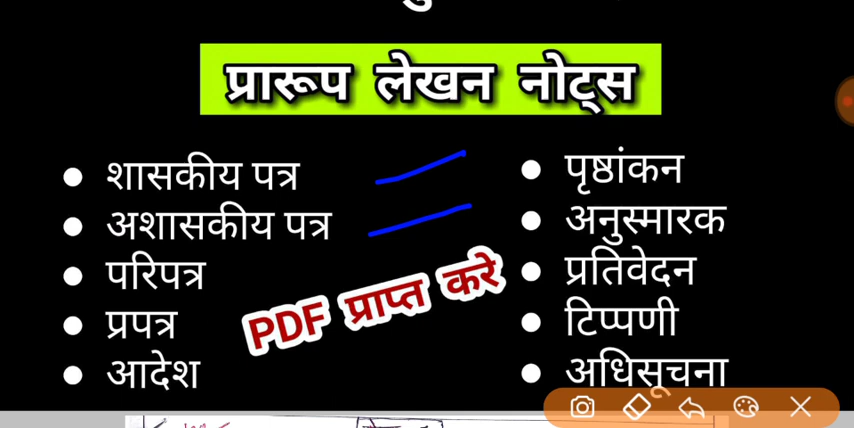 प्रारूप लेखन नोट्स
• शासकीय पत्र
• अशासकीय पत्र
• परिपत्र
• प्रपत्र
• आदेश
PDF प्राप्त करे
• पृष्ठांकन
• अनुस्मारक
• प्रतिवेदन
• टिप्पणी
• अधिसूचना